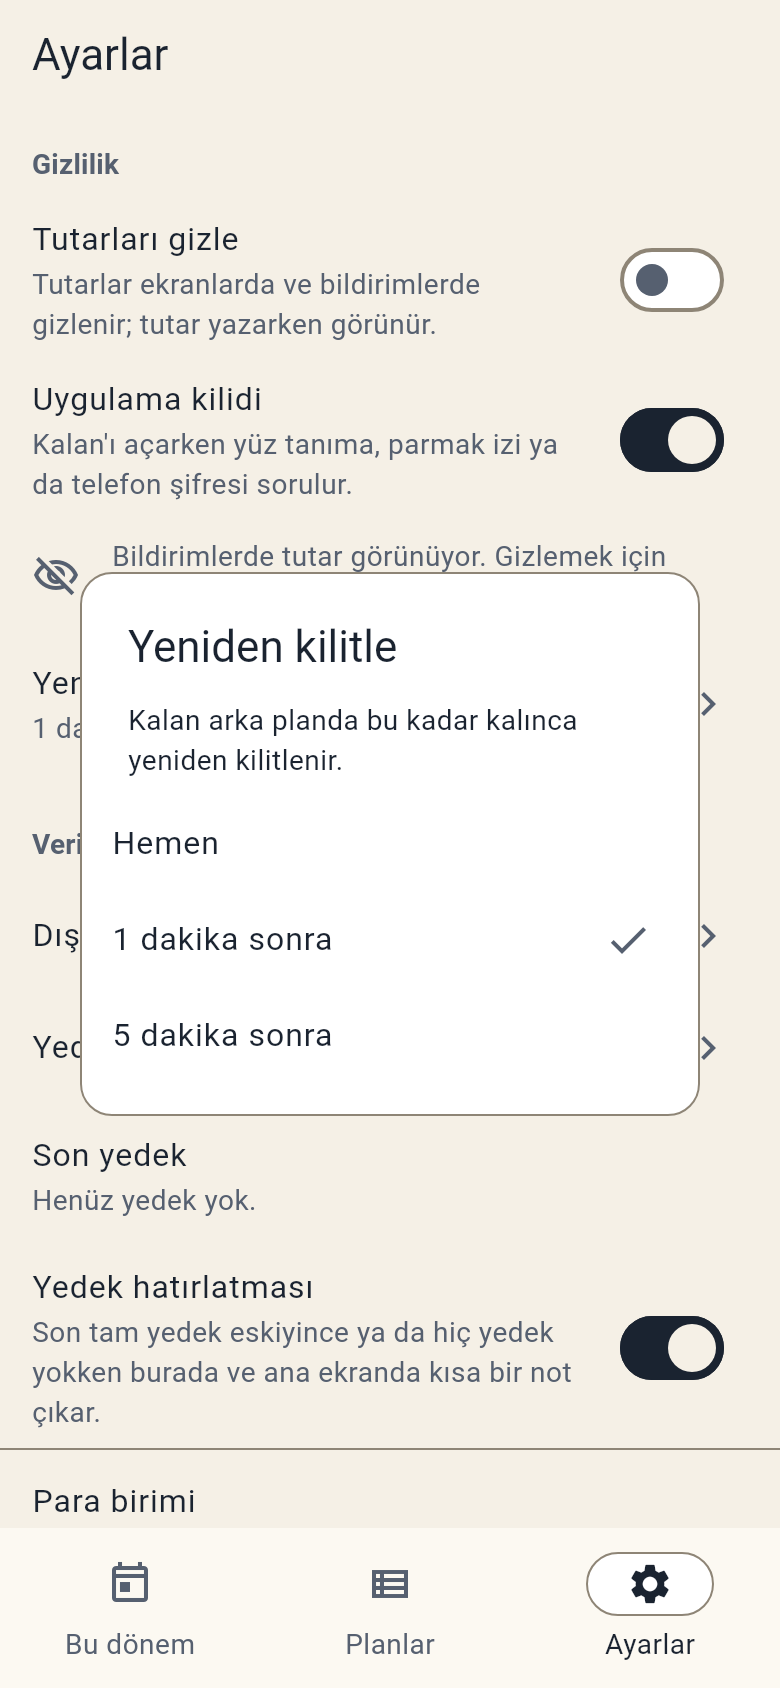 Ayarlar
Gizlilik
Tutarları gizle
Tutarlar ekranlarda ve bildirimlerde
gizlenir; tutar yazarken görünür.
Uygulama kilidi
Kalan'ı açarken yüz tanıma, parmak izi ya
da telefon şifresi sorulur.
Bildirimlerde tutar görünüyor. Gizlemek için
Yeniden kilitle
Kalan arka planda bu kadar kalınca
yeniden kilitlenir.
Hemen
1 dakika sonra
5 dakika sonra
Son yedek
Henüz yedek yok.
Yedek hatırlatması
Son tam yedek eskiyince ya da hiç yedek
yokken burada ve ana ekranda kısa bir not
çıkar.
Para birimi
Bu dönem
Planlar
Ayarlar